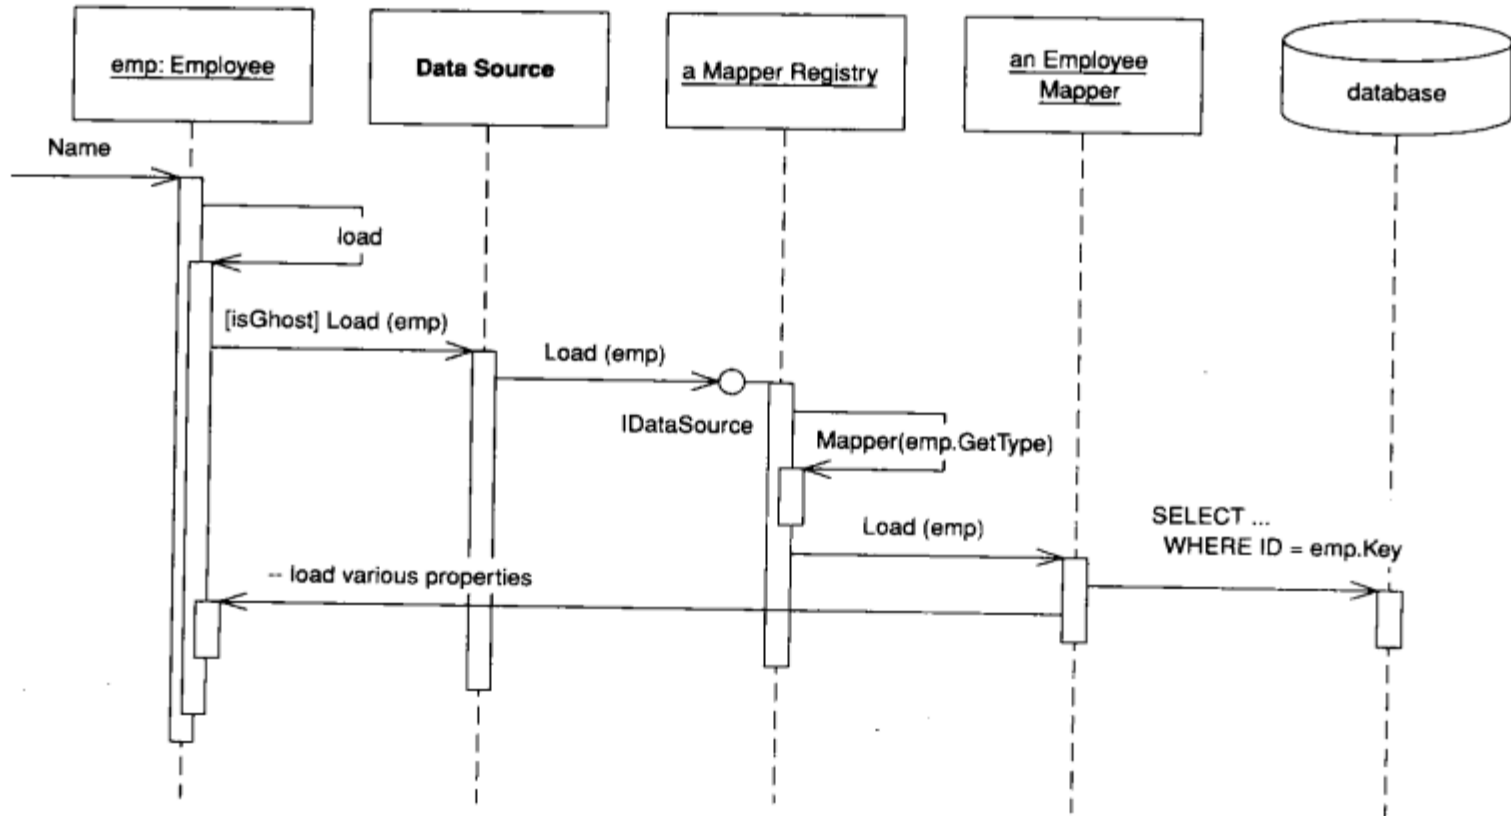 emp: Employee
Data Source
a Mapper Registry
an Employee
Mapper
database
Name
load
[isGhost] Load (emp)
Load (emp)
IDataSource
Mapper(emp.GetType)
Load (emp)
SELECT ...
WHERE ID = emp.Key
-- load various properties